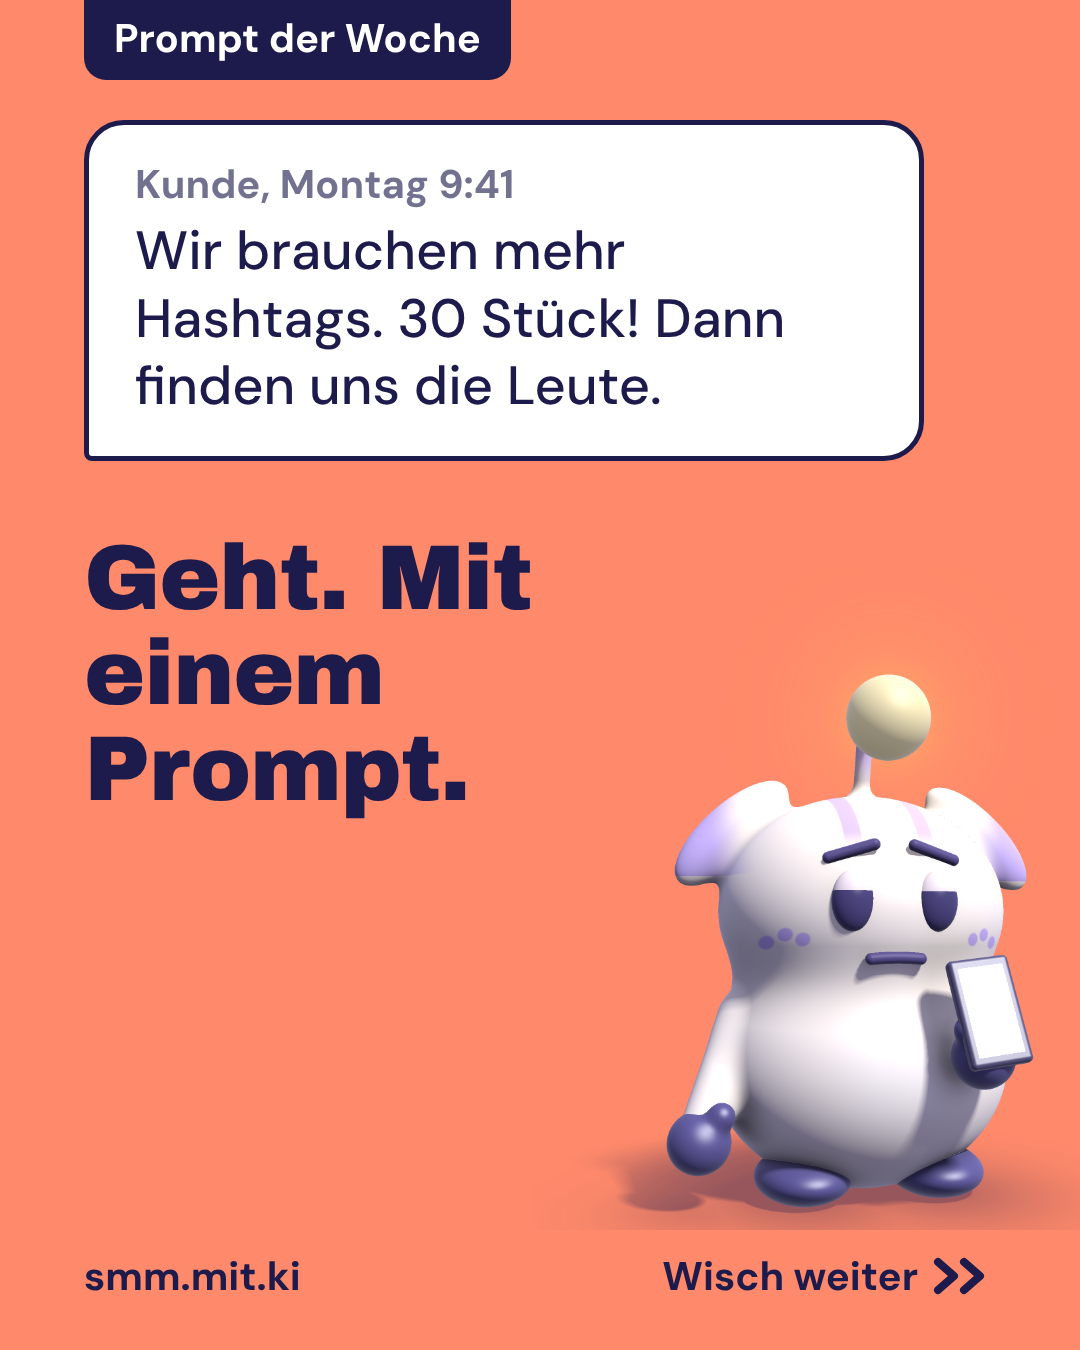 Prompt der Woche
Kunde, Montag 9:41
Wir brauchen mehr
Hashtags. 30 Stück! Dann
finden uns die Leute.
Geht. Mit
einem
Prompt.
smm.mit.ki
Wisch weiter